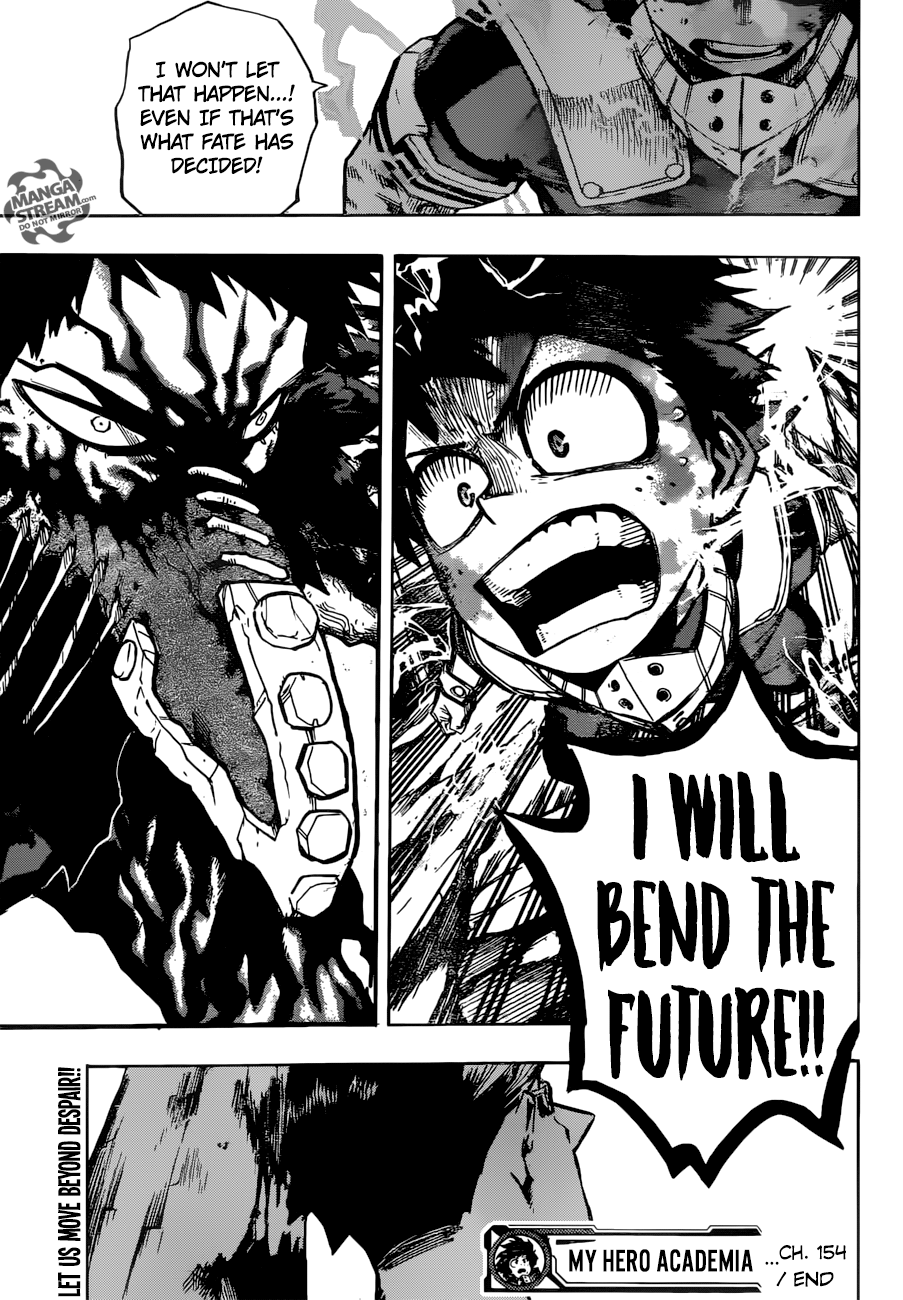 I WON'T LET
THAT HAPPEN...!
EVEN IF THAT'S
WHAT FATE HAS
DECIDED!
MANGA
STREAM.com
DO NOT MIRROR
I WILL
BEND THE
FUTURE!!
LET US MOVE BEYOND DESPAIR!!
MY HERO ACADEMIA
...CH. 154
/ END